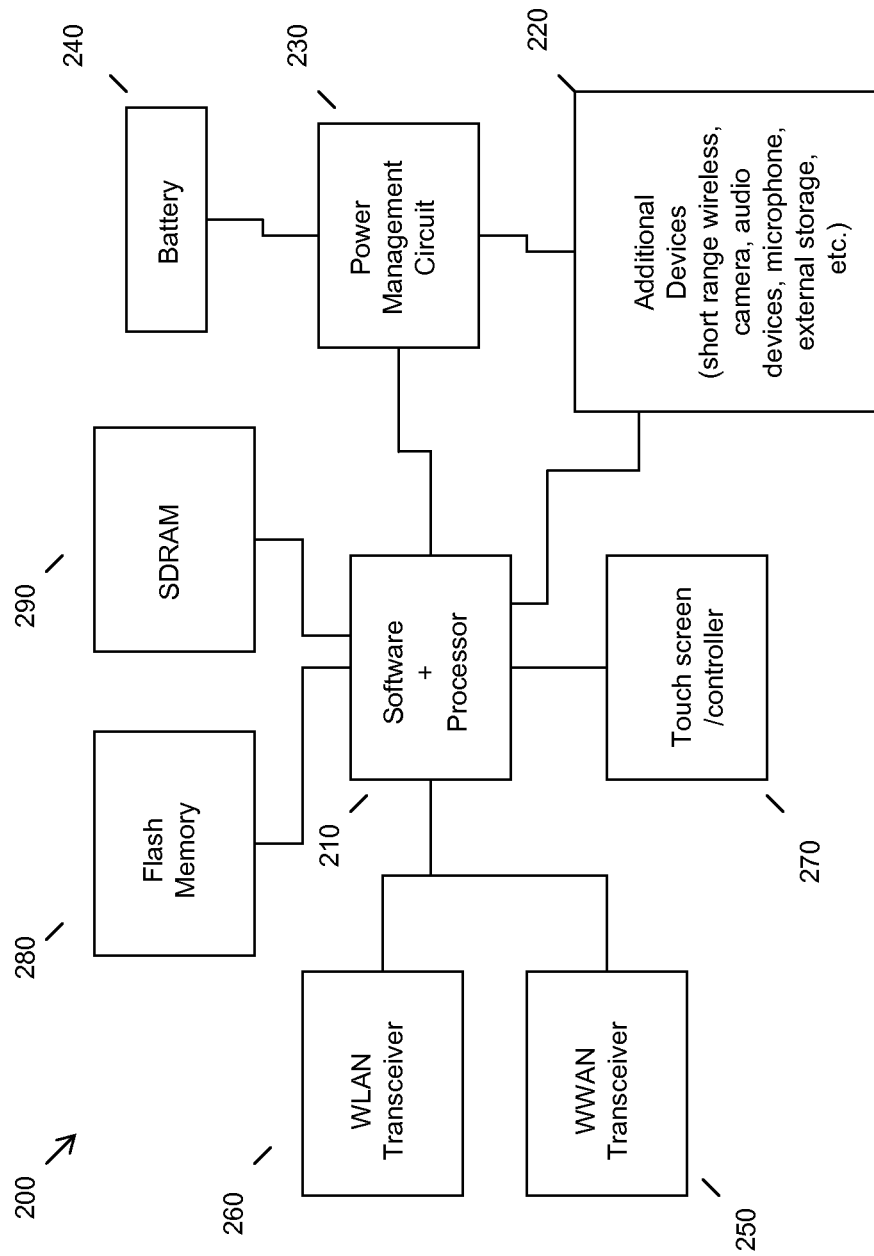 200
280
Flash
Memory
290
SDRAM
240
Battery
260
WLAN
Transceiver
210
Software
+
Processor
230
Power
Management
Circuit
250
WWAN
Transceiver
270
Touch screen
/controller
220
Additional
Devices
(short range wireless,
camera, audio
devices, microphone,
external storage,
etc.)